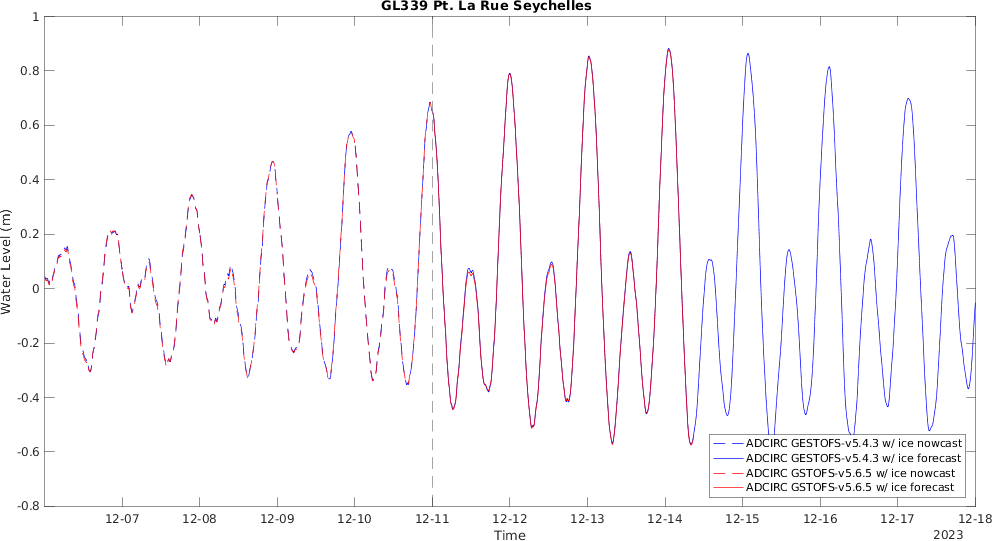 GL339 Pt. La Rue Seychelles
Water Level (m)
1
0.8
0.6
0.4
0.2
0
-0.2
-0.4
-0.6
-0.8
ADCIRC GESTOFS-v5.4.3 w/ ice nowcast
ADCIRC GESTOFS-v5.4.3 w/ ice forecast
ADCIRC GSTOFS-v5.6.5 w/ ice nowcast
ADCIRC GSTOFS-v5.6.5 w/ ice forecast
12-07 12-08 12-09 12-10 12-11 12-12 12-13 12-14 12-15 12-16 12-17 12-18
Time
2023